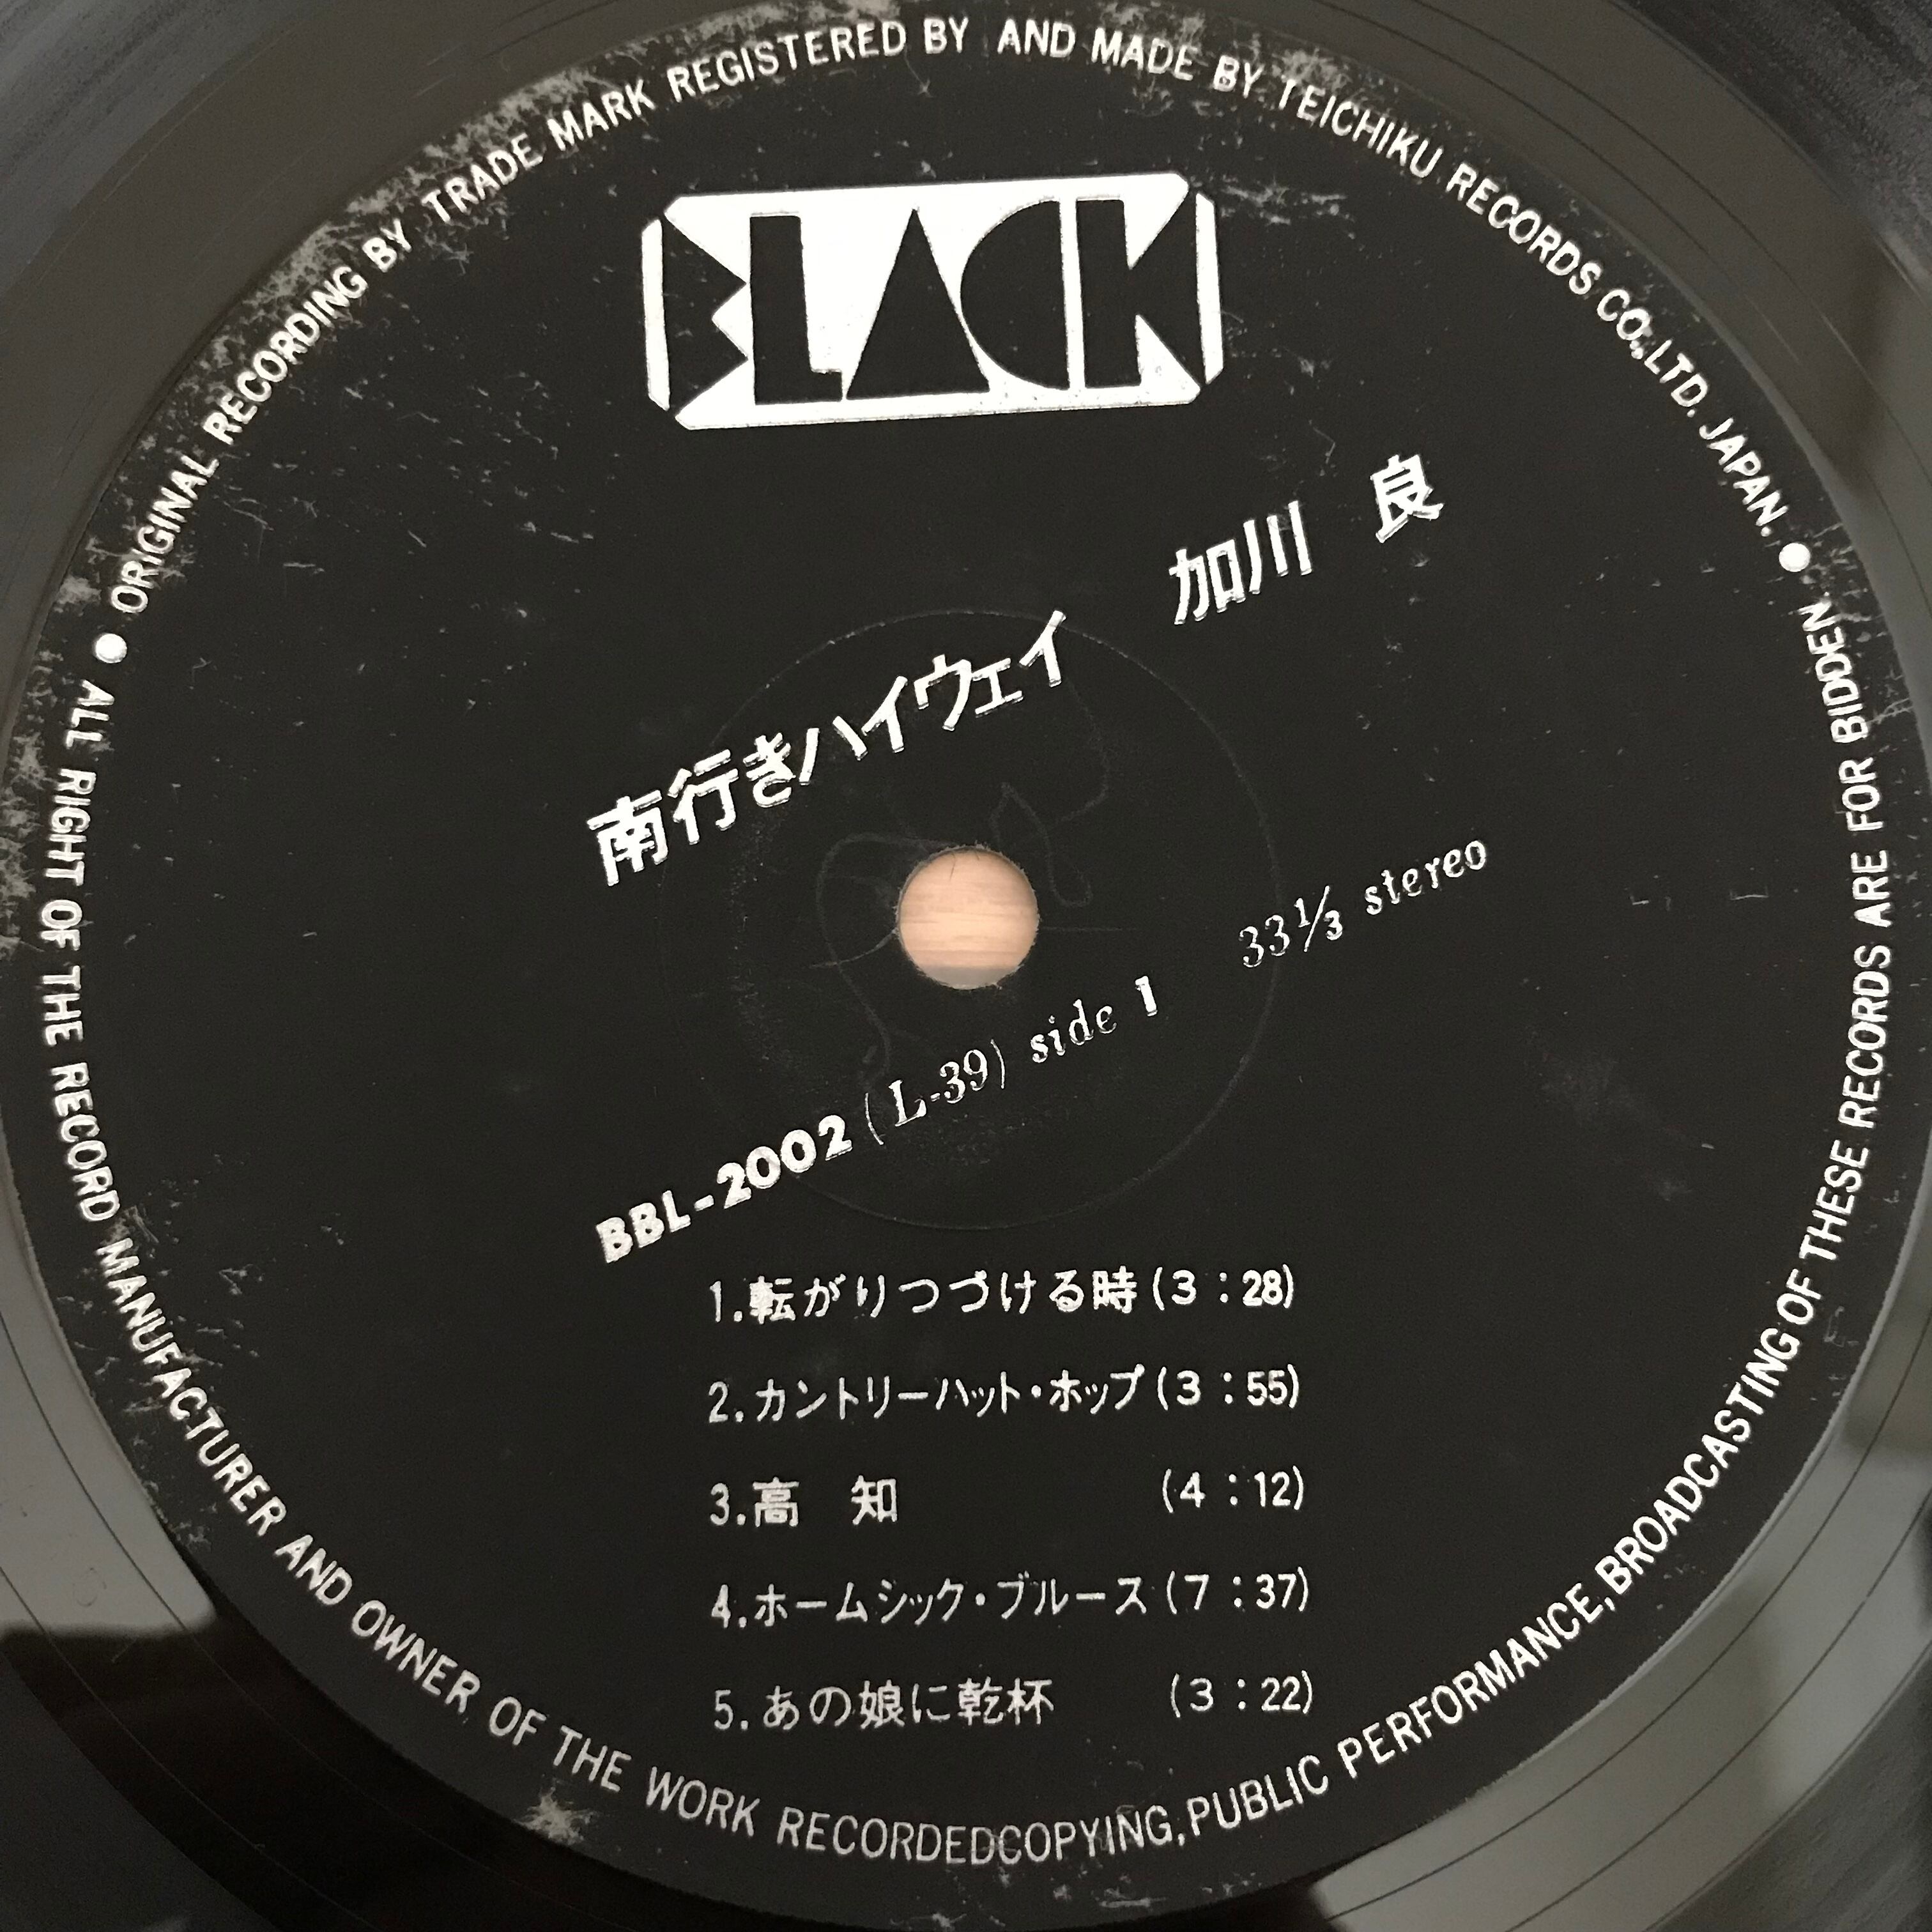 ORIGINAL RECORDING BY TRADE MARK REGISTERED BY AND MADE BY TEICHIKU RECORDS CO.,LTD. JAPAN.
BLACK
南行きハイウェイ 加川 良
BBL-2002 (L-39) side 1 33⅓ stereo
1.転がりつづける時(3:28)
2.カントリーハット・ホップ(3:55)
3.高 知 (4:12)
4.ホームシック・ブルース(7:37)
5.あの娘に乾杯 (3:22)
ALL RIGHT OF THE RECORD MANUFACTURER AND OWNER OF THE WORK RECORDEDCOPYING,PUBLIC PERFORMANCE,BROADCASTING OF THESE RECORDS ARE FOR BIDDEN.